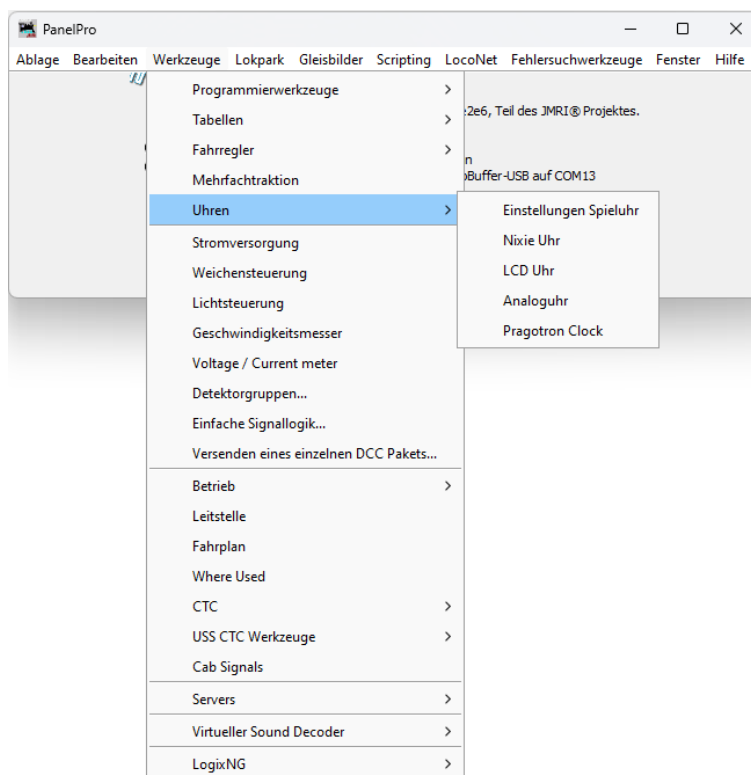 PanelPro
Ablage Bearbeiten Werkzeuge Lokpark Gleisbilder Scripting LocoNet Fehlersuchwerkzeuge Fenster Hilfe
Programmierwerkzeuge
:2e6, Teil des JMRI® Projektes.
Tabellen
Fahrregler
n
Mehrfachtraktion
Buffer-USB auf COM13
Uhren
Einstellungen Spieluhr
Nixie Uhr
LCD Uhr
Analoguhr
Pragotron Clock
Stromversorgung
Weichensteuerung
Lichtsteuerung
Geschwindigkeitsmesser
Voltage / Current meter
Detektorgruppen...
Einfache Signallogik...
Versenden eines einzelnen DCC Pakets...
Betrieb
Leitstelle
Fahrplan
Where Used
CTC
USS CTC Werkzeuge
Cab Signals
Servers
Virtueller Sound Decoder
LogixNG